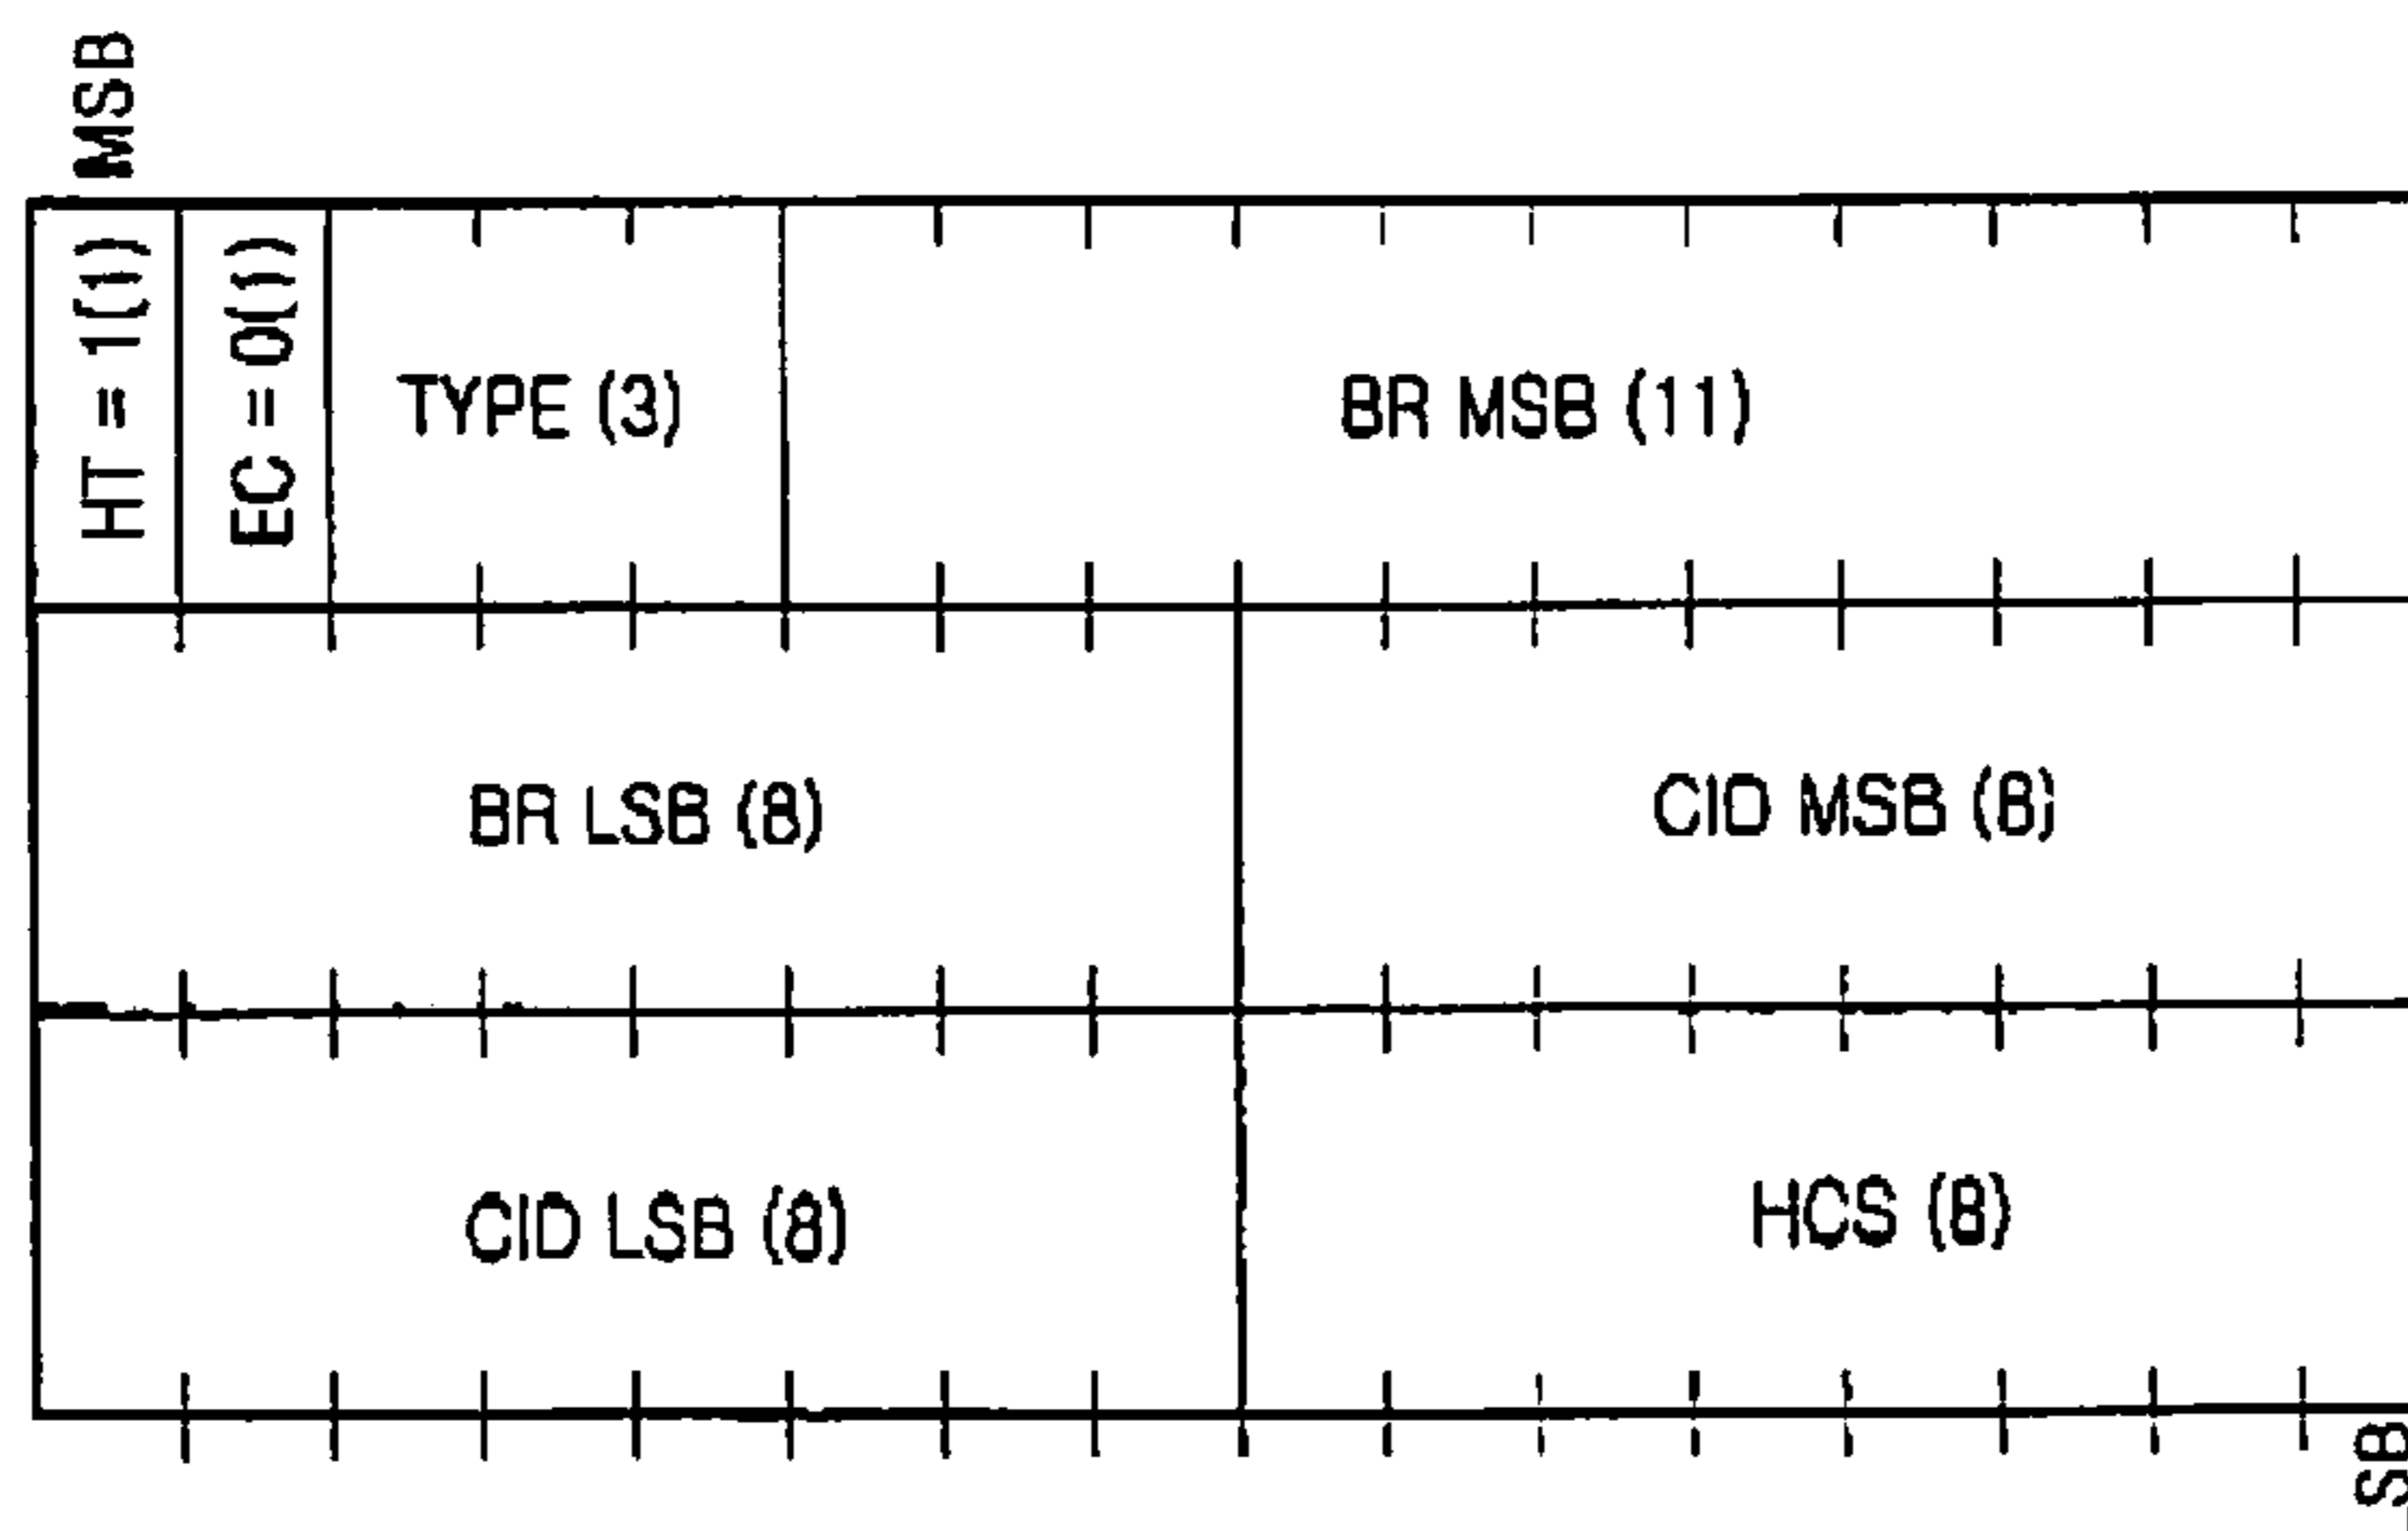 MSB
HT = 1(1)
EC = 0(1)
TYPE (3)
BR MSB (11)
BR LSB (8)
CID MSB (8)
CID LSB (8)
HCS (8)
SB